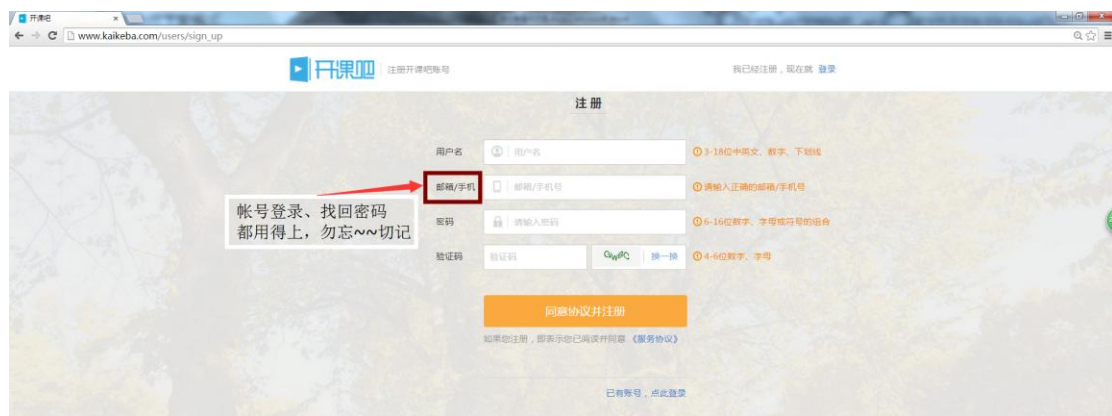 开课吧
www.kaikeba.com/users/sign_up
开课吧 注册开课吧账号 我已经注册，现在就 登录
注 册
用户名 用户名 3-18位中英文、数字、下划线
邮箱/手机 邮箱/手机号 请输入正确的邮箱/手机号
帐号登录、找回密码
都用得上，勿忘~~切记
密码 请输入密码 6-16位数字、字母或符号的组合
验证码 验证码 换一换 4-6位数字、字母
同意协议并注册
如果您注册，即表示您已阅读并同意 《服务协议》
已有账号，点此登录